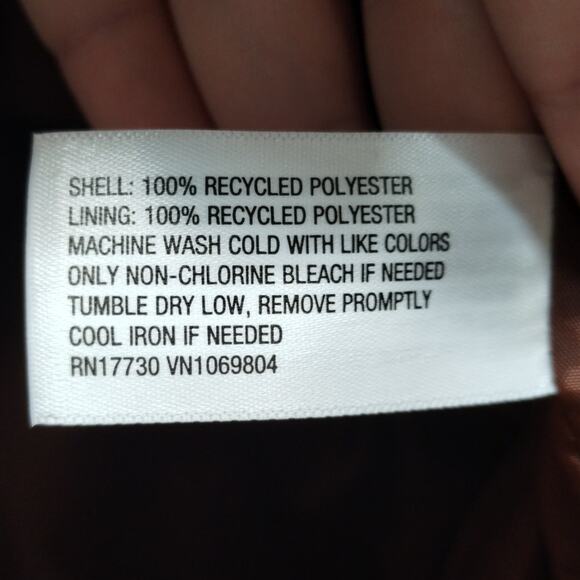 SHELL: 100% RECYCLED POLYESTER
LINING: 100% RECYCLED POLYESTER
MACHINE WASH COLD WITH LIKE COLORS
ONLY NON-CHLORINE BLEACH IF NEEDED
TUMBLE DRY LOW, REMOVE PROMPTLY
COOL IRON IF NEEDED
RN17730 VN1069804